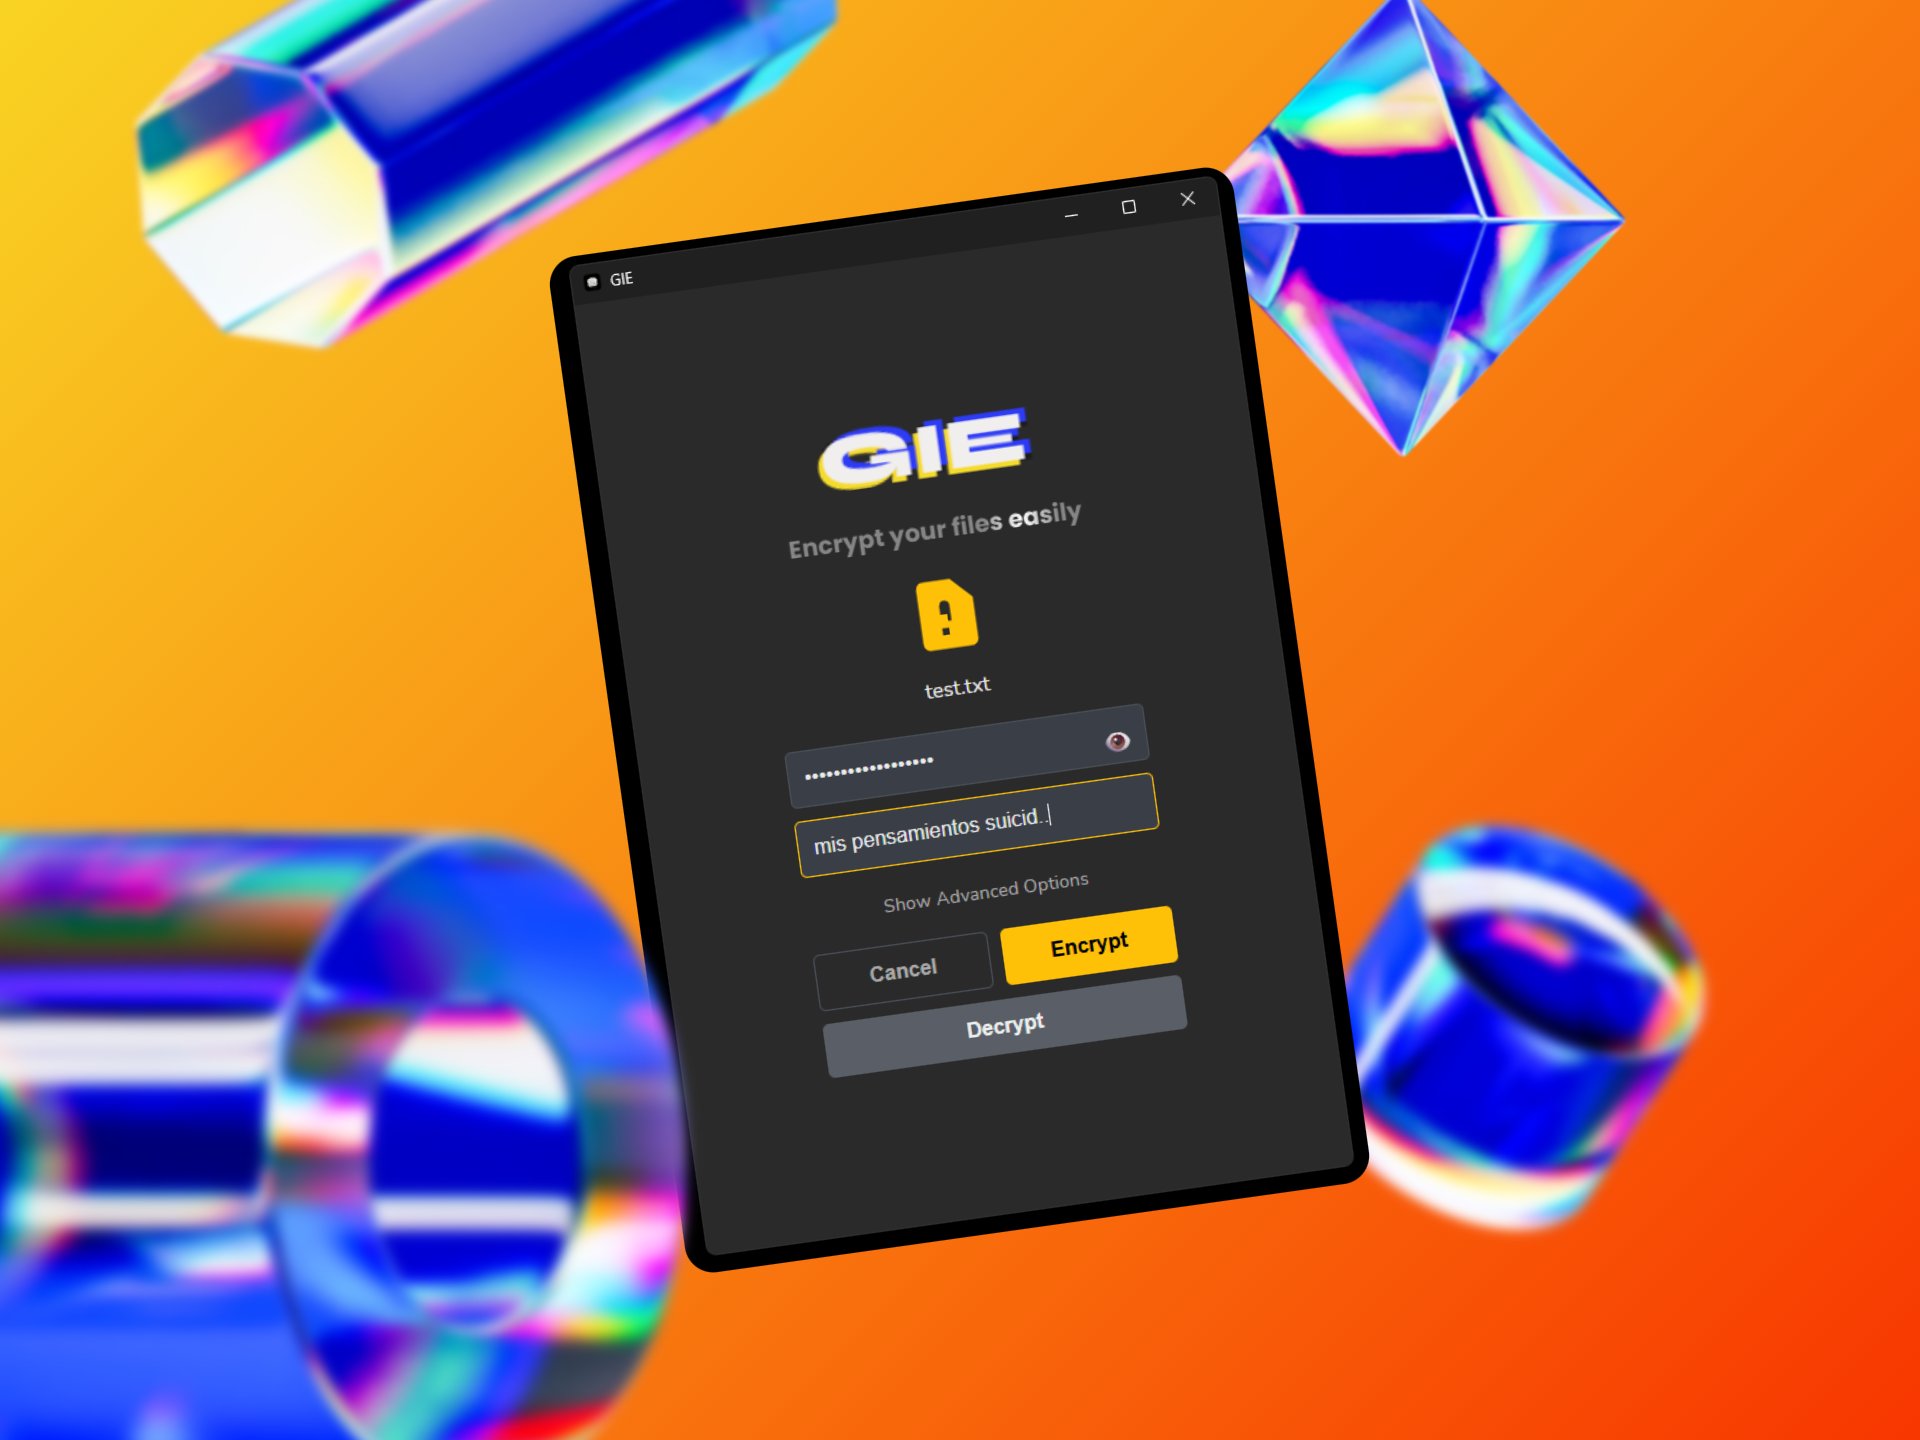 GIE
GIE
Encrypt your files easily
test.txt
••••••••••••••••••
mis pensamientos suicid..
Show Advanced Options
Cancel
Encrypt
Decrypt